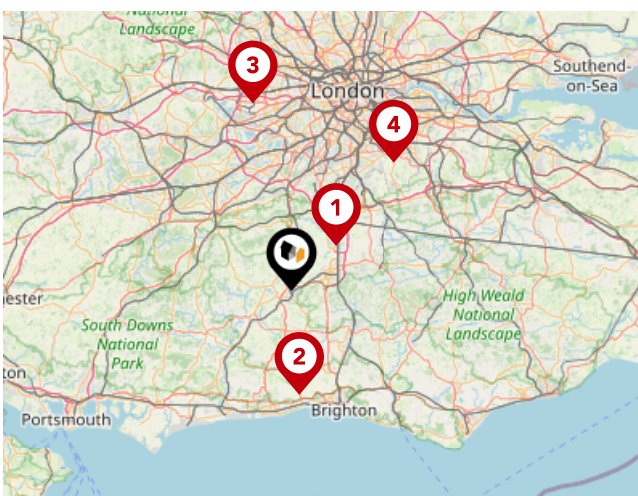 National
Landscape
3
London
Southend-
on-Sea
4
1
ester
High Weald
National
Landscape
South Downs
National
Park
2
ton
Brighton
Portsmouth